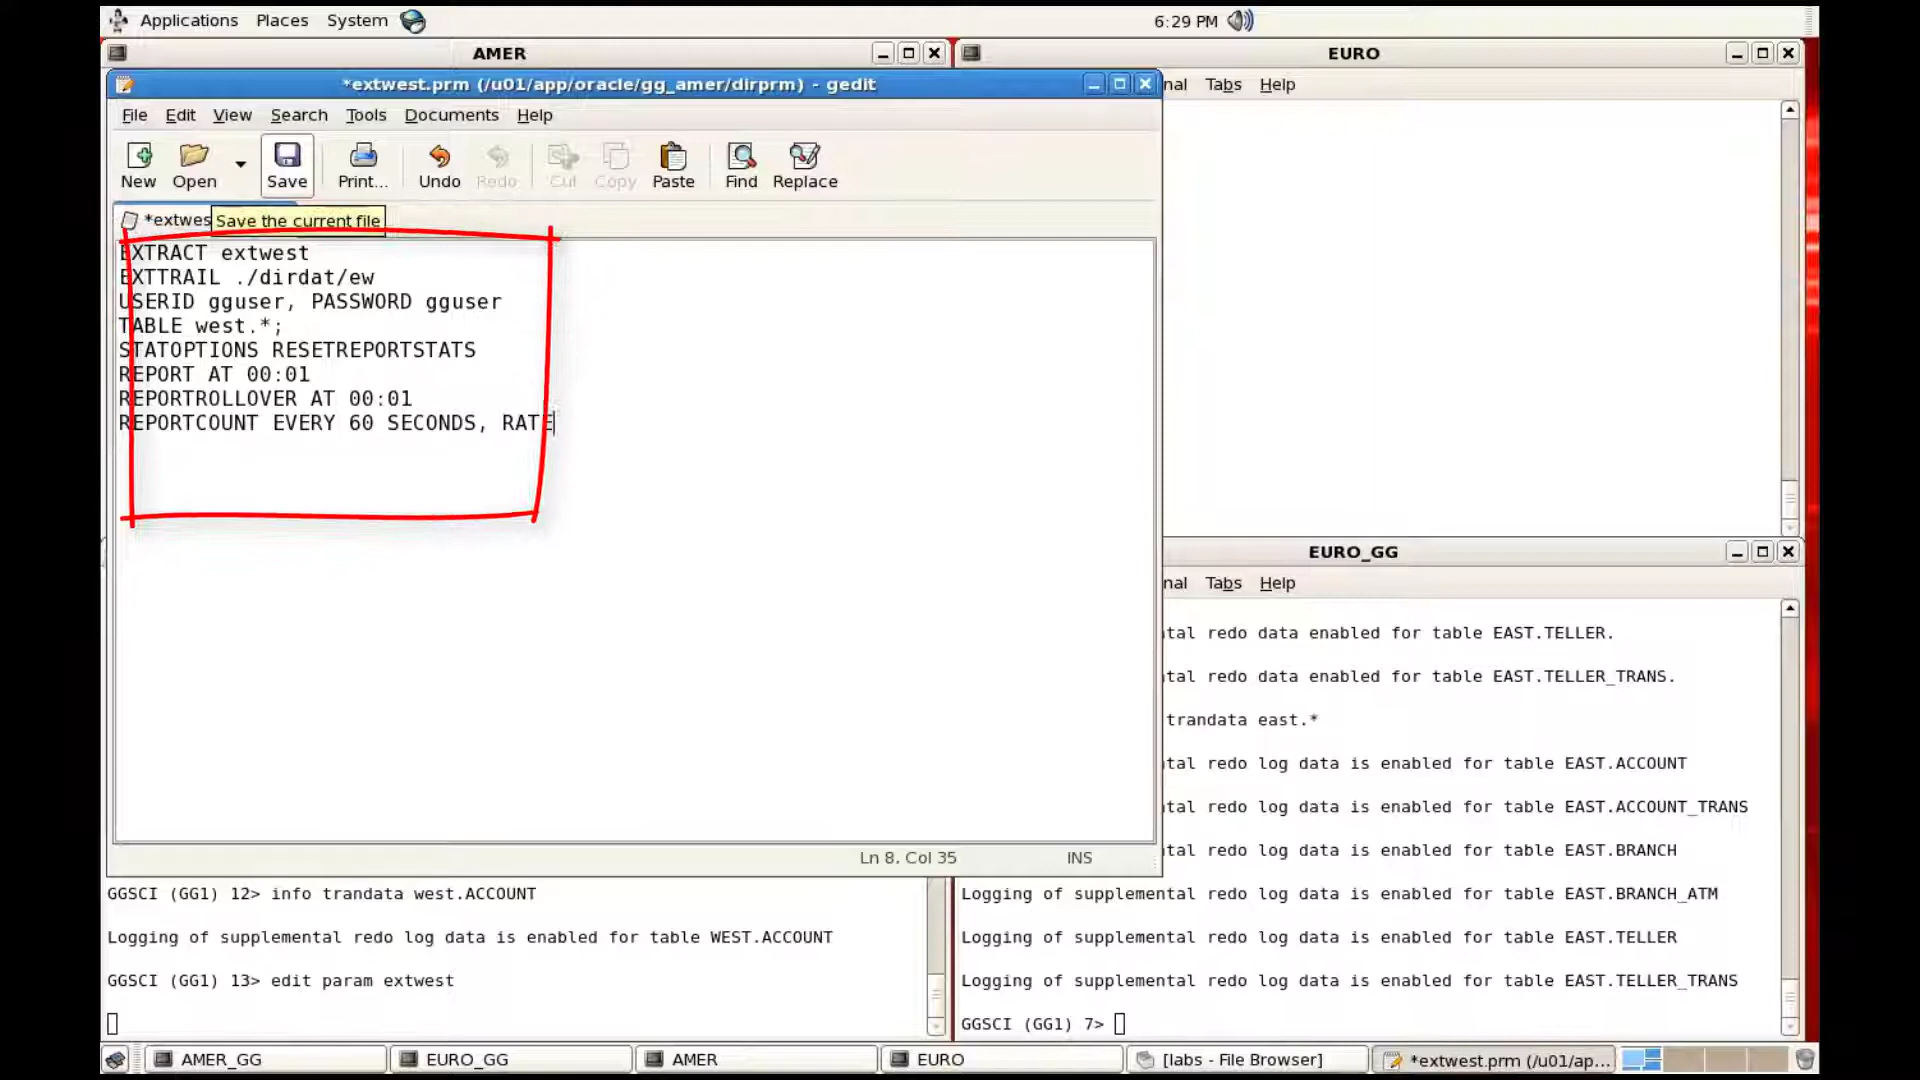 Applications Places System
6:29 PM
AMER
EURO
*extwest.prm (/u01/app/oracle/gg_amer/dirprm) - gedit
nal Tabs Help
File Edit View Search Tools Documents Help
New Open Save Print... Undo Redo Cut Copy Paste Find Replace
*extwes
Save the current file
EXTRACT extwest
EXTTRAIL ./dirdat/ew
USERID gguser, PASSWORD gguser
TABLE west.*;
STATOPTIONS RESETREPORTSTATS
REPORT AT 00:01
REPORTROLLOVER AT 00:01
REPORTCOUNT EVERY 60 SECONDS, RATE
Ln 8, Col 35 INS
GGSCI (GG1) 12> info trandata west.ACCOUNT
Logging of supplemental redo log data is enabled for table WEST.ACCOUNT
GGSCI (GG1) 13> edit param extwest
EURO_GG
nal Tabs Help
tal redo data enabled for table EAST.TELLER.
tal redo data enabled for table EAST.TELLER_TRANS.
trandata east.*
tal redo log data is enabled for table EAST.ACCOUNT
tal redo log data is enabled for table EAST.ACCOUNT_TRANS
tal redo log data is enabled for table EAST.BRANCH
Logging of supplemental redo log data is enabled for table EAST.BRANCH_ATM
Logging of supplemental redo log data is enabled for table EAST.TELLER
Logging of supplemental redo log data is enabled for table EAST.TELLER_TRANS
GGSCI (GG1) 7>
AMER_GG
EURO_GG
AMER
EURO
[labs - File Browser]
*extwest.prm (/u01/ap...